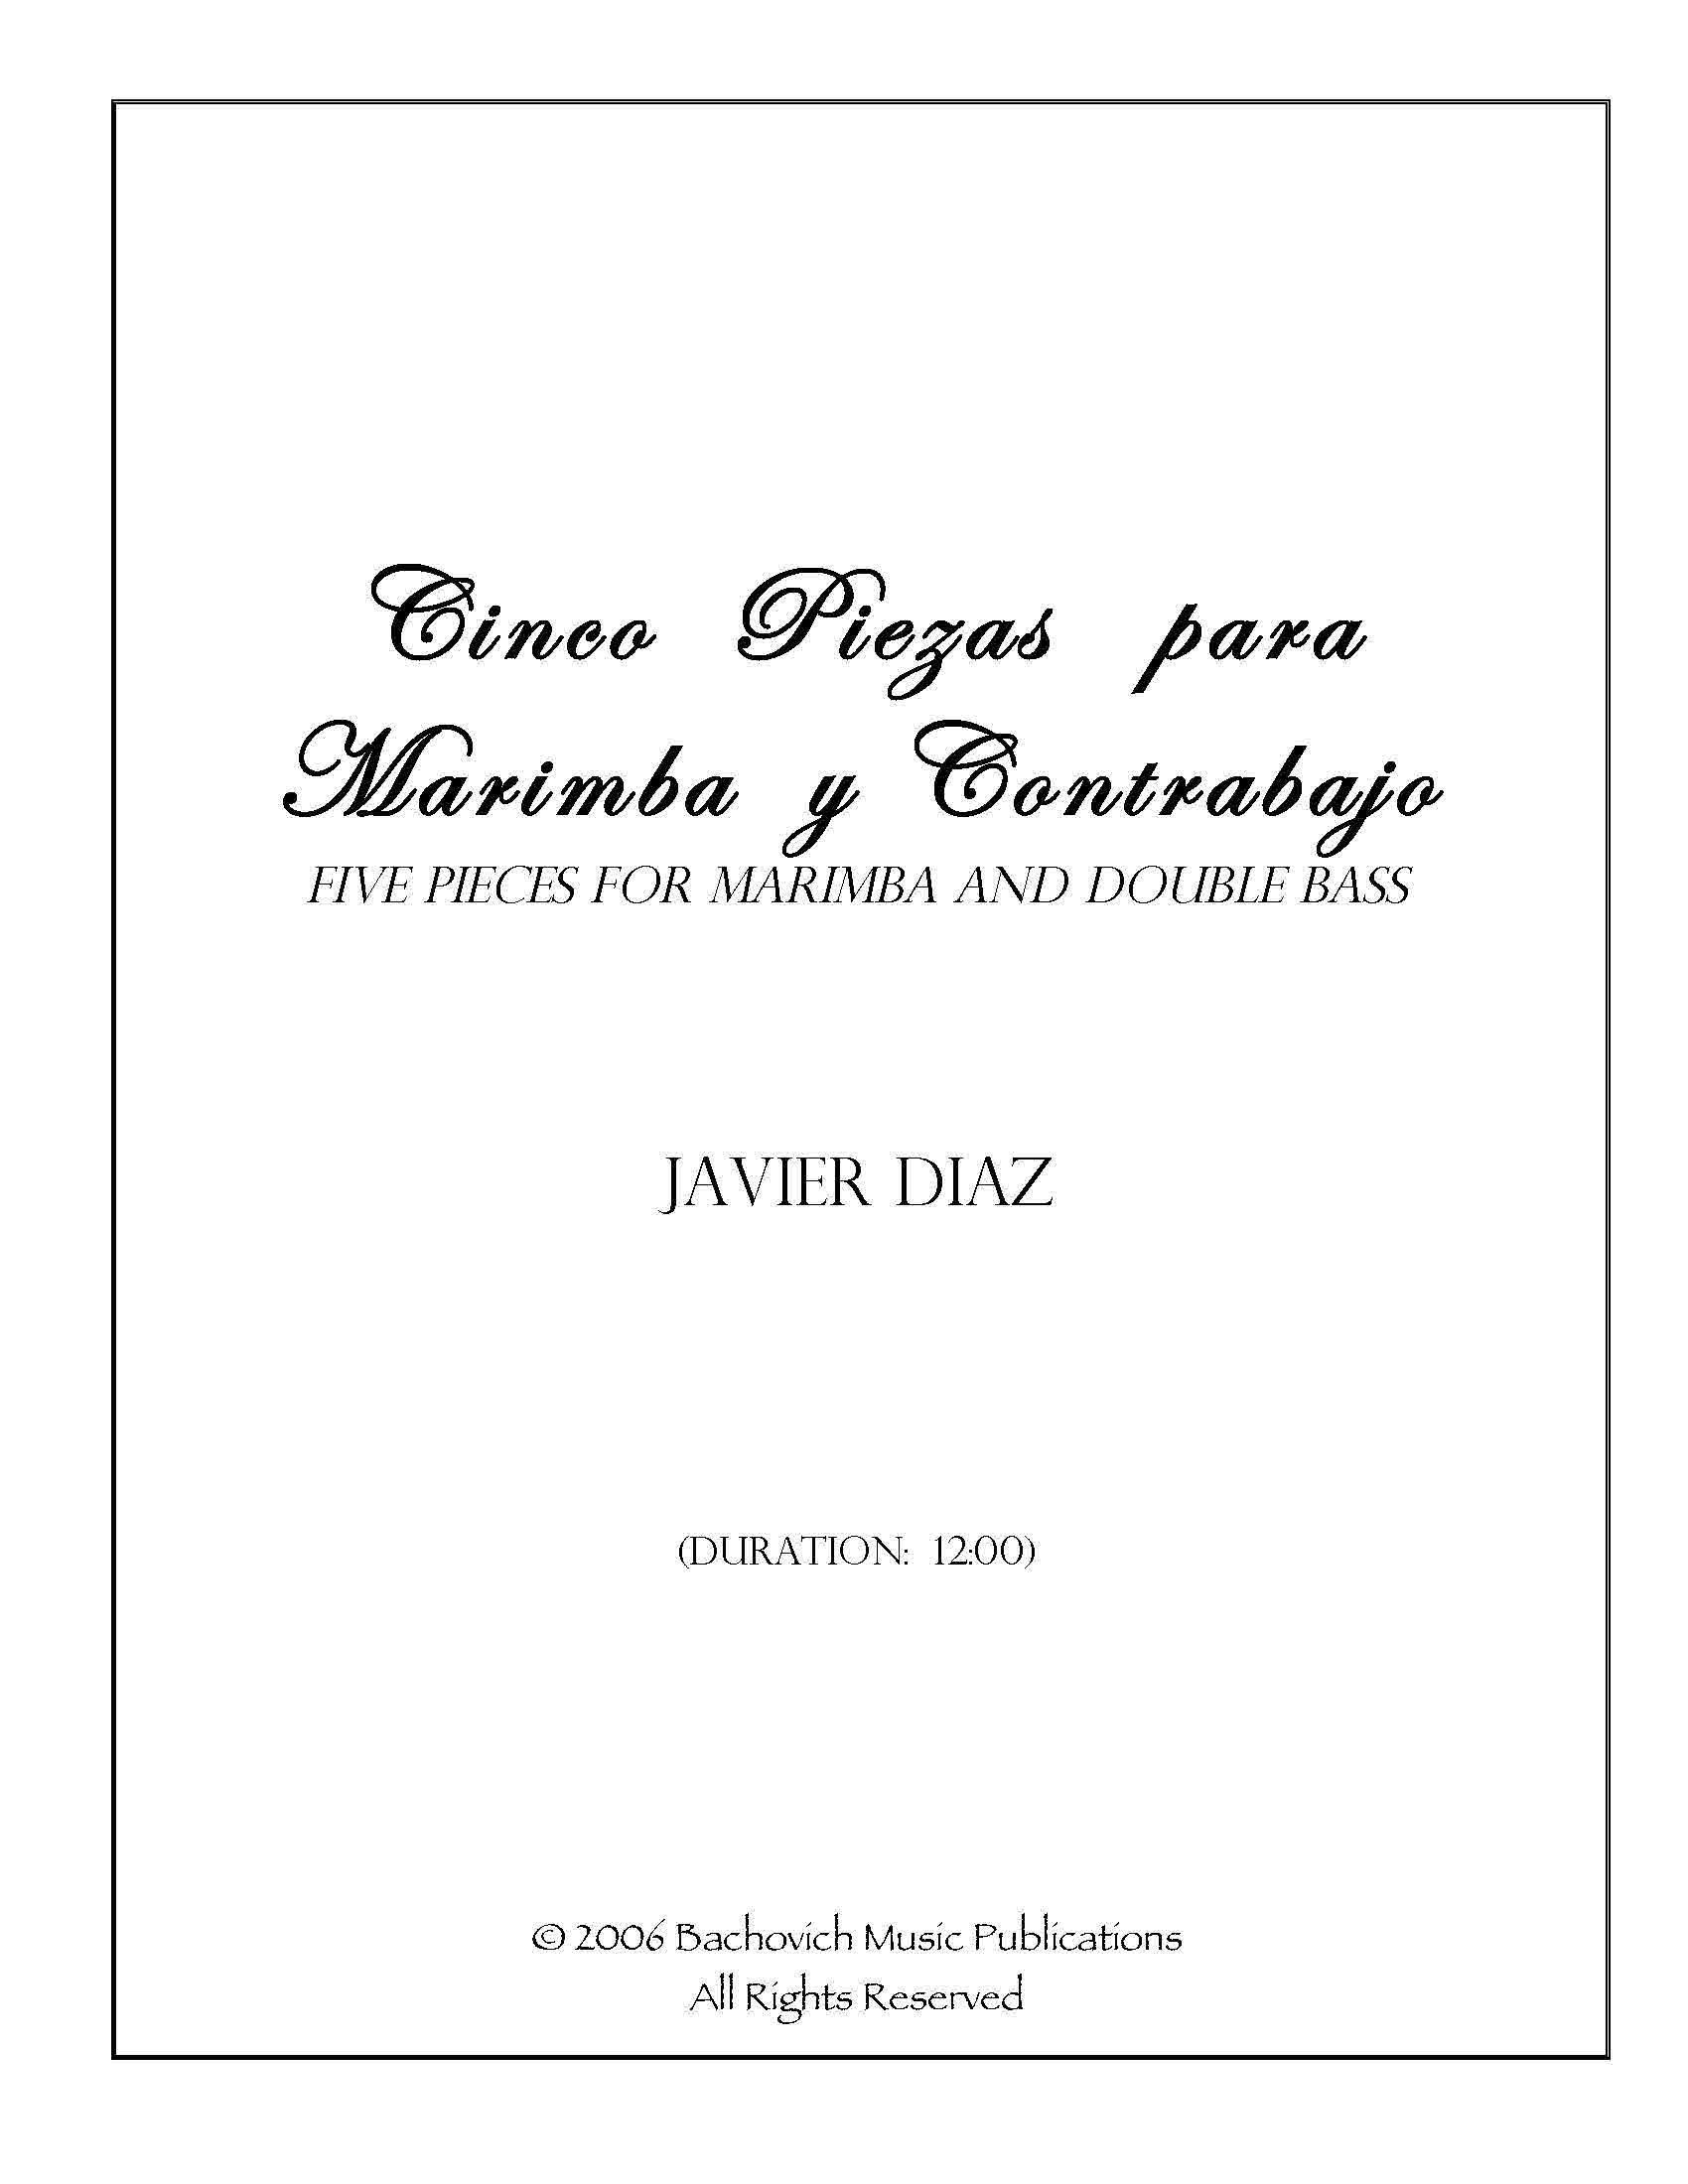 Cinco Piezas para
Marimba y Contrabajo
FIVE PIECES FOR MARIMBA AND DOUBLE BASS
JAVIER DIAZ
(DURATION: 12:00)
© 2006 Bachovich Music Publications
All Rights Reserved